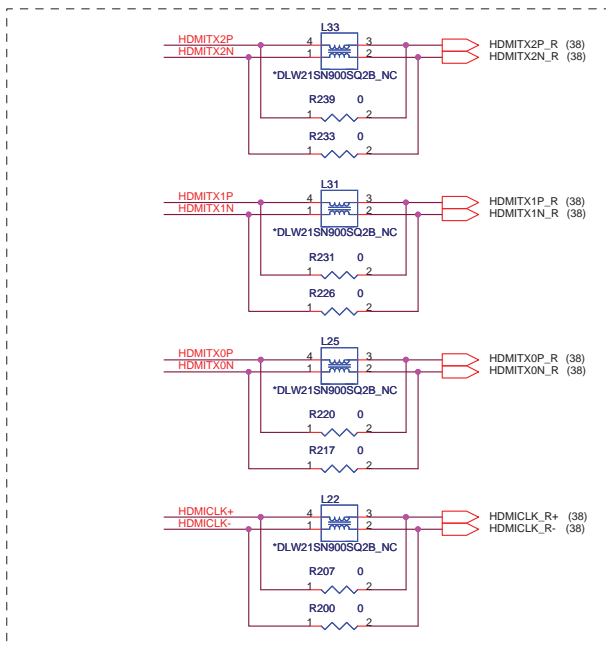 L33
HDMITX2P 4 3 HDMITX2P_R (38)
HDMITX2N 1 2 HDMITX2N_R (38)
*DLW21SN900SQ2B_NC
R239 0
1 2
R233 0
1 2
L31
HDMITX1P 4 3 HDMITX1P_R (38)
HDMITX1N 1 2 HDMITX1N_R (38)
*DLW21SN900SQ2B_NC
R231 0
1 2
R226 0
1 2
L25
HDMITX0P 4 3 HDMITX0P_R (38)
HDMITX0N 1 2 HDMITX0N_R (38)
*DLW21SN900SQ2B_NC
R220 0
1 2
R217 0
1 2
L22
HDMICLK+ 4 3 HDMICLK_R+ (38)
HDMICLK- 1 2 HDMICLK_R- (38)
*DLW21SN900SQ2B_NC
R207 0
1 2
R200 0
1 2